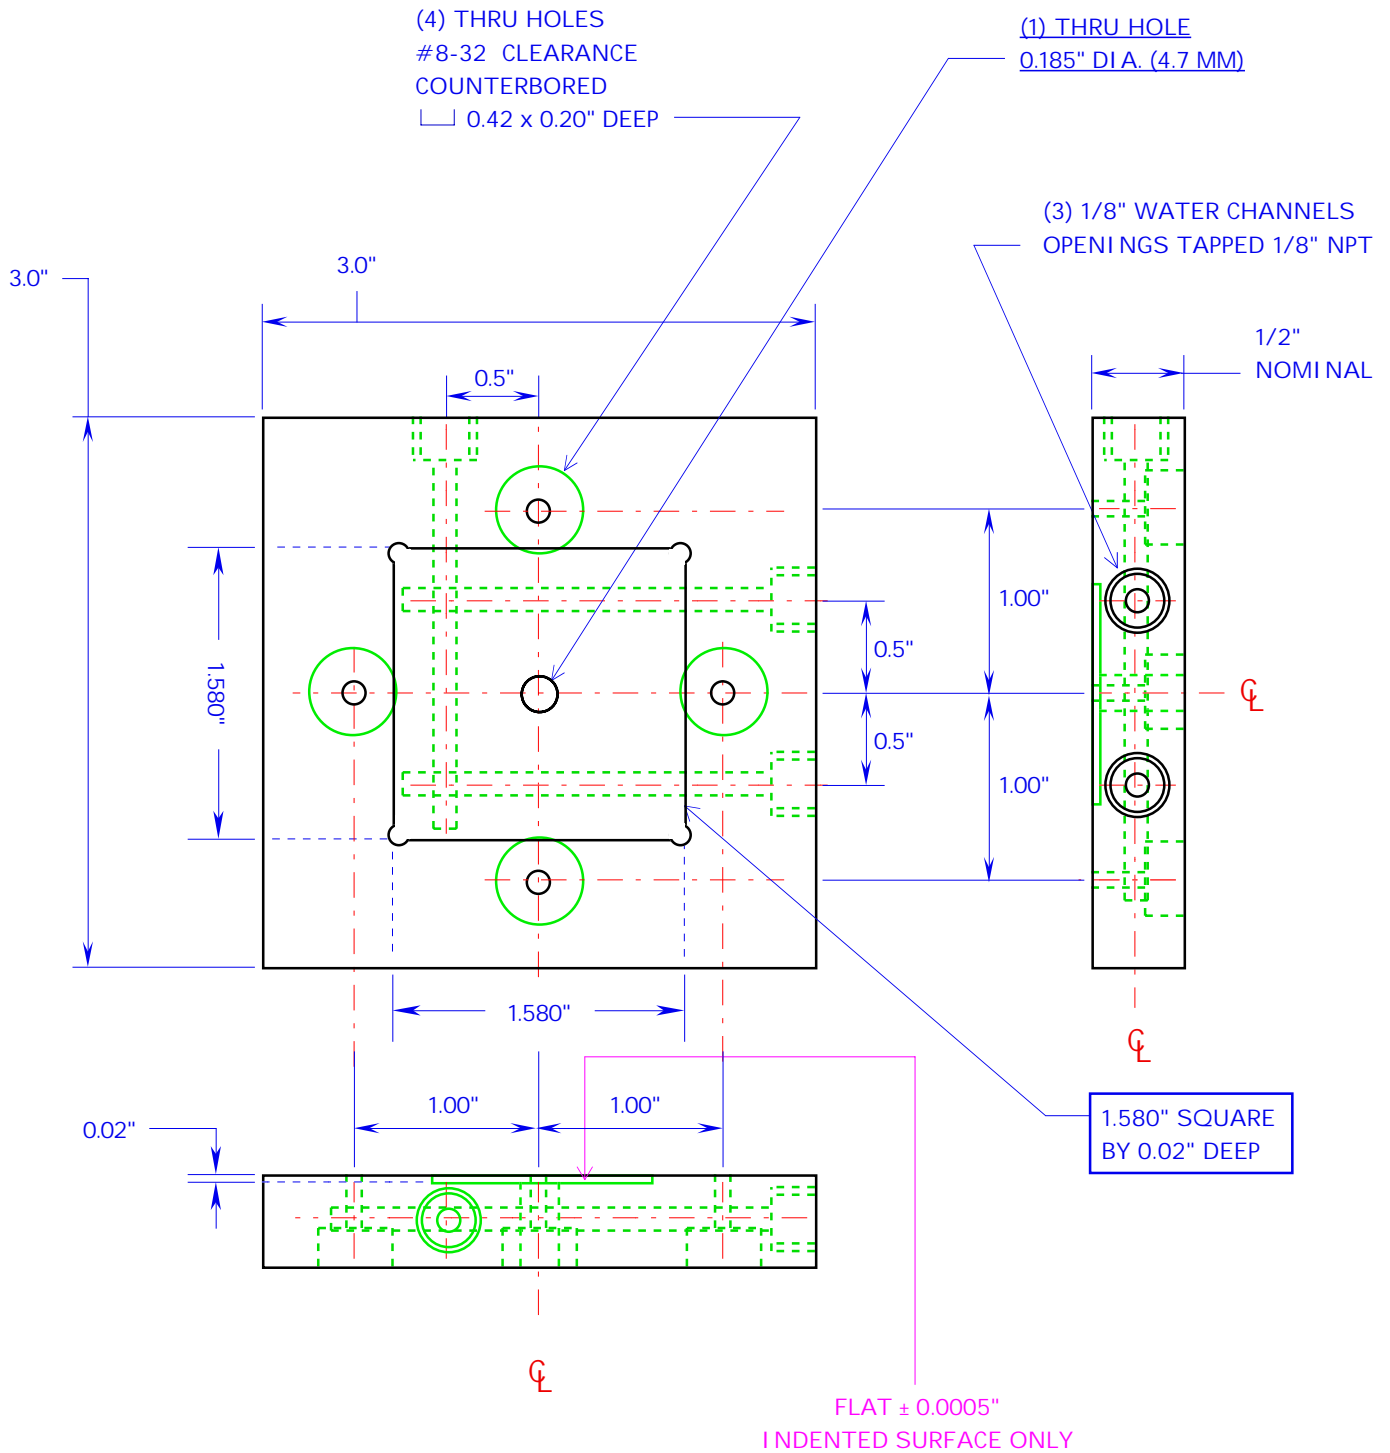 (4) THRU HOLES
#8-32 CLEARANCE
COUNTERBORED
0.42 x 0.20" DEEP
(1) THRU HOLE
0.185" DIA. (4.7 MM)
(3) 1/8" WATER CHANNELS
OPENINGS TAPPED 1/8" NPT
3.0"
3.0"
1/2"
NOMINAL
0.5"
1.00"
0.5"
1.580"
0.5"
1.00"
℄
1.580"
℄
1.00"
1.00"
0.02"
1.580" SQUARE
BY 0.02" DEEP
℄
FLAT ± 0.0005"
INDENTED SURFACE ONLY